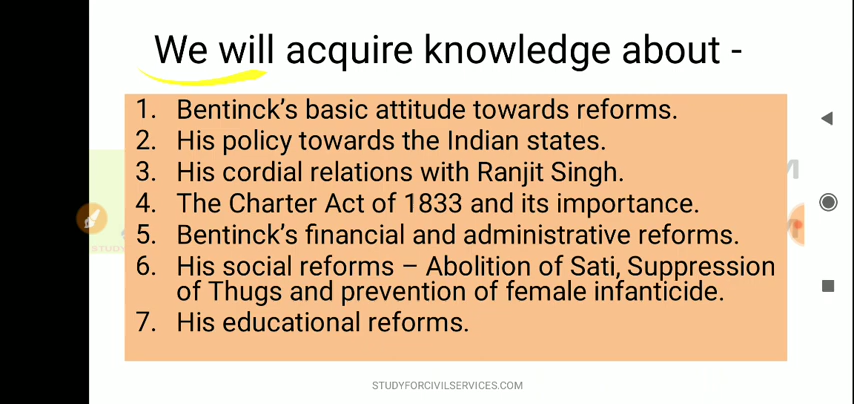 We will acquire knowledge about -
1. Bentinck's basic attitude towards reforms.
2. His policy towards the Indian states.
3. His cordial relations with Ranjit Singh.
4. The Charter Act of 1833 and its importance.
5. Bentinck's financial and administrative reforms.
6. His social reforms – Abolition of Sati, Suppression
of Thugs and prevention of female infanticide.
7. His educational reforms.
STUDYFORCIVILSERVICES.COM